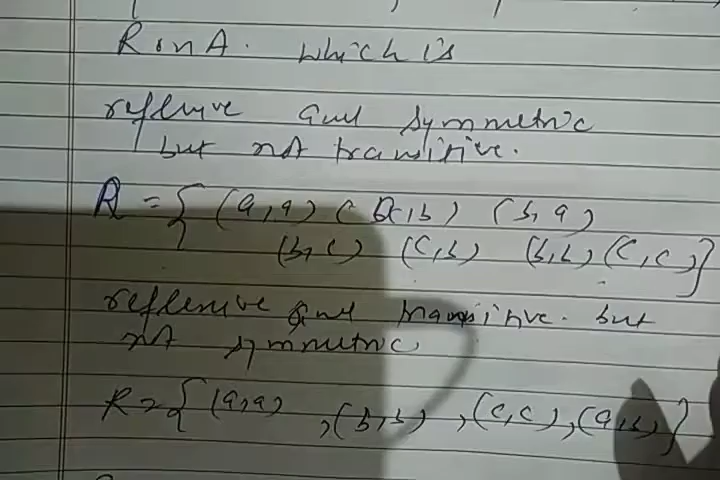 R on A. which is
reflexive and symmetric
but not transitive.
R = { (a,a) (a,b) (b,a)
(b,c) (c,b) (b,b) (c,c) }
reflexive and transitive. but
not symmetric
R = { (a,a) , (b,b) , (c,c) , (a,b) }